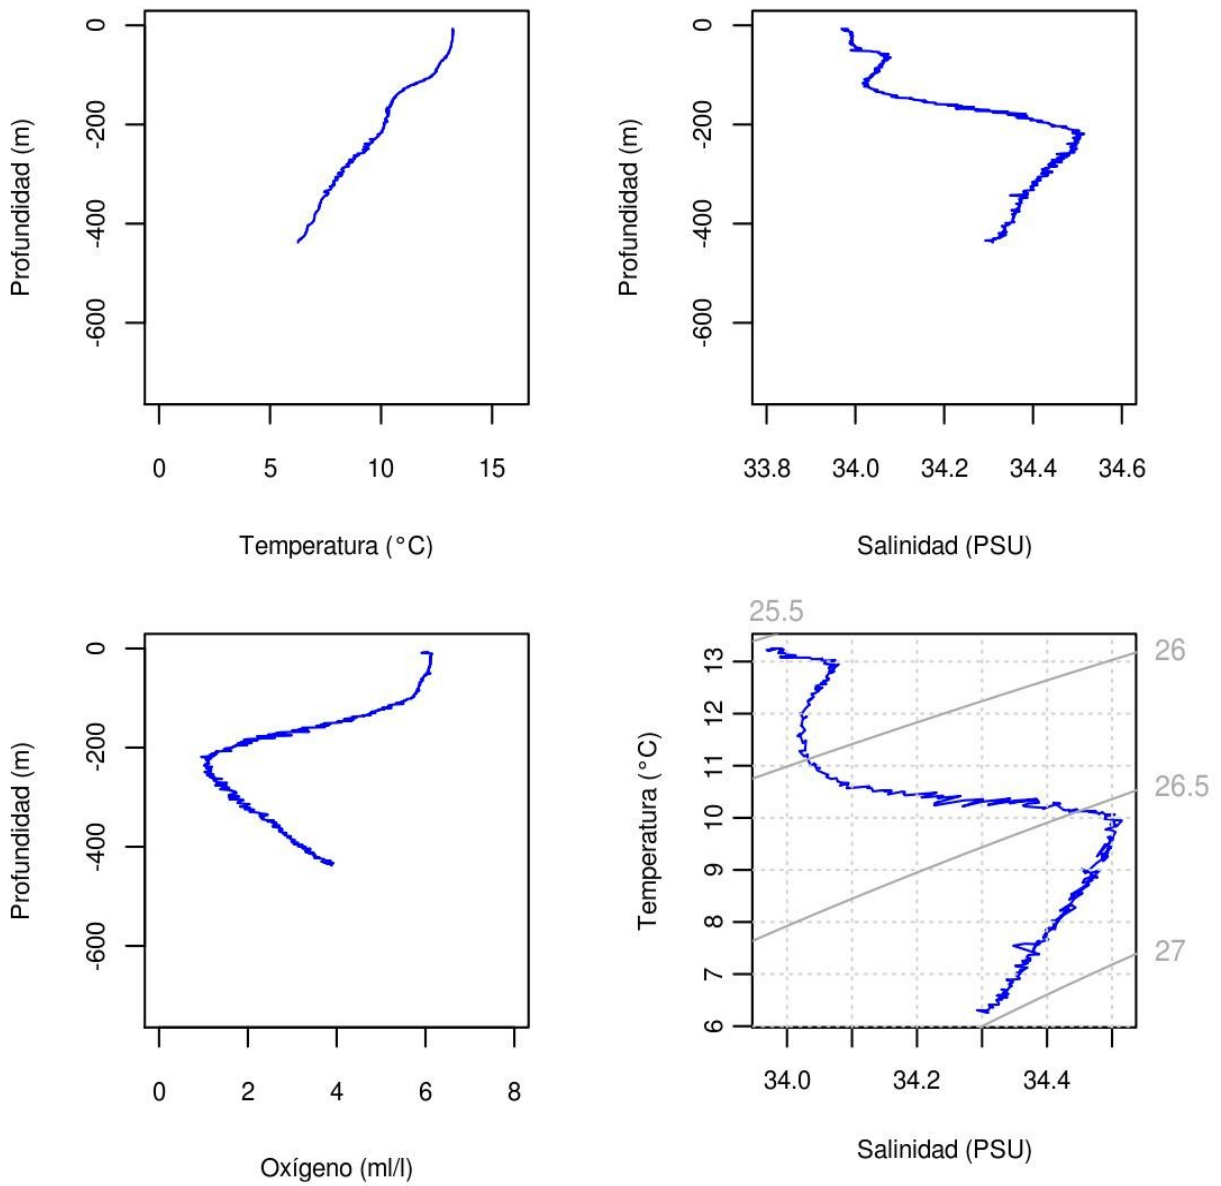 0
-200
-400
-600
Profundidad (m)
0 5 10 15
Temperatura (°C)
0
-200
-400
-600
Profundidad (m)
33.8 34.0 34.2 34.4 34.6
Salinidad (PSU)
0
-200
-400
-600
Profundidad (m)
0 2 4 6 8
Oxígeno (ml/l)
25.5
26
26.5
27
13
12
11
10
9
8
7
6
Temperatura (°C)
34.0 34.2 34.4
Salinidad (PSU)